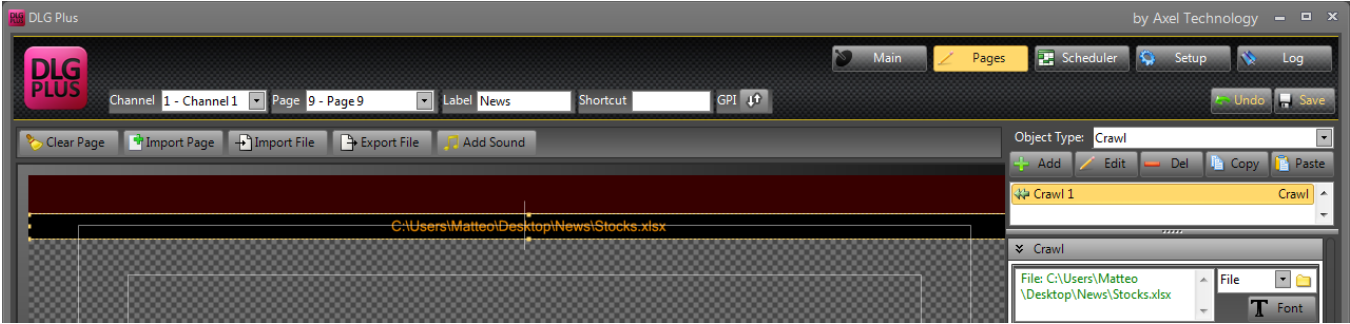 DLG Plus by Axel Technology
DLG PLUS
Main Pages Scheduler Setup Log
Channel 1 - Channel 1 Page 9 - Page 9 Label News Shortcut GPI Undo Save
Clear Page Import Page Import File Export File Add Sound
Object Type: Crawl
Add Edit Del Copy Paste
Crawl 1 Crawl
C:\Users\Matteo\Desktop\News\Stocks.xlsx
Crawl
File: C:\Users\Matteo
\Desktop\News\Stocks.xlsx
File
Font